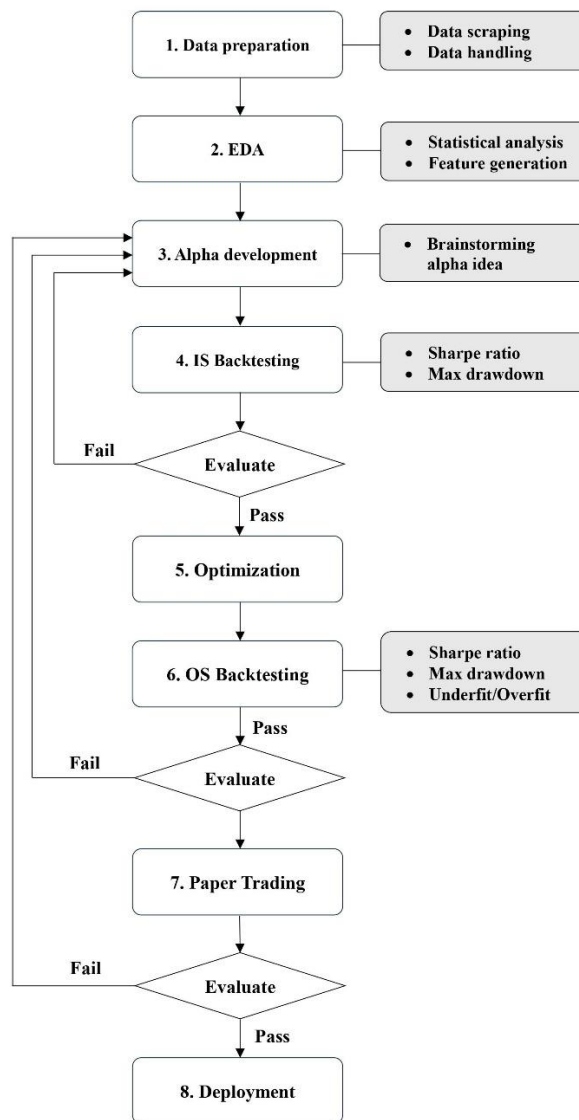 1. Data preparation
• Data scraping
• Data handling
2. EDA
• Statistical analysis
• Feature generation
3. Alpha development
• Brainstorming
alpha idea
4. IS Backtesting
• Sharpe ratio
• Max drawdown
Fail
Evaluate
Pass
5. Optimization
6. OS Backtesting
• Sharpe ratio
• Max drawdown
• Underfit/Overfit
Pass
Fail
Evaluate
7. Paper Trading
Fail
Evaluate
Pass
8. Deployment